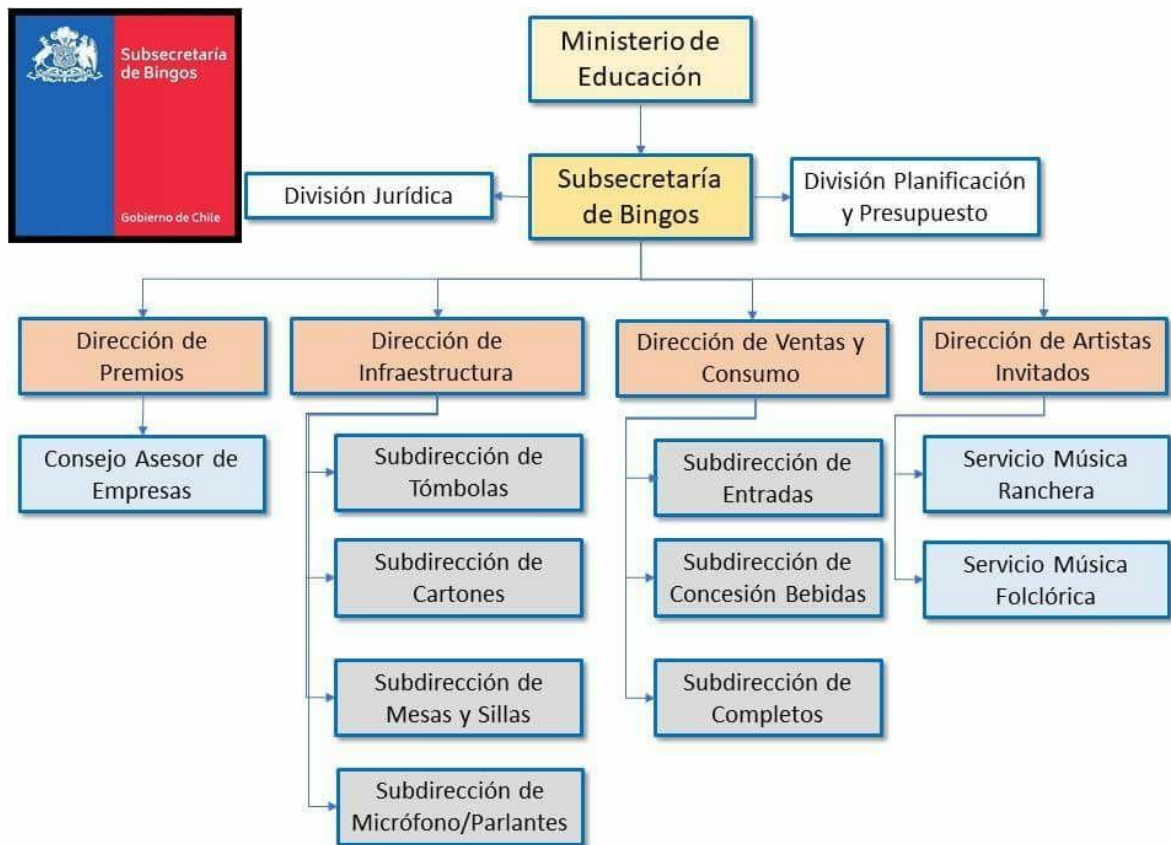 Subsecretaría
de Bingos
Gobierno de Chile
Ministerio de
Educación
División Jurídica
Subsecretaría
de Bingos
División Planificación
y Presupuesto
Dirección de
Premios
Dirección de
Infraestructura
Dirección de Ventas y
Consumo
Dirección de Artistas
Invitados
Consejo Asesor de
Empresas
Subdirección de
Tómbolas
Subdirección de
Cartones
Subdirección de
Mesas y Sillas
Subdirección de
Micrófono/Parlantes
Subdirección de
Entradas
Subdirección de
Concesión Bebidas
Subdirección de
Completos
Servicio Música
Ranchera
Servicio Música
Folclórica